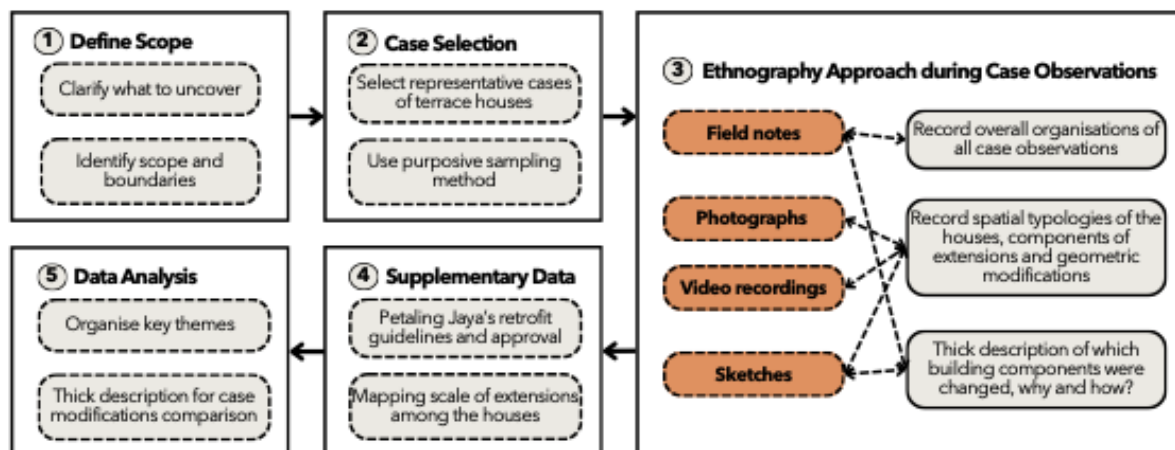 1 Define Scope
Clarify what to uncover
Identify scope and
boundaries
2 Case Selection
Select representative cases
of terrace houses
Use purposive sampling
method
3 Ethnography Approach during Case Observations
Field notes
Photographs
Video recordings
Sketches
Record overall organisations of
all case observations
Record spatial typologies of the
houses, components of
extensions and geometric
modifications
Thick description of which
building components were
changed, why and how?
4 Supplementary Data
Petaling Jaya's retrofit
guidelines and approval
Mapping scale of extensions
among the houses
5 Data Analysis
Organise key themes
Thick description for case
modifications comparison